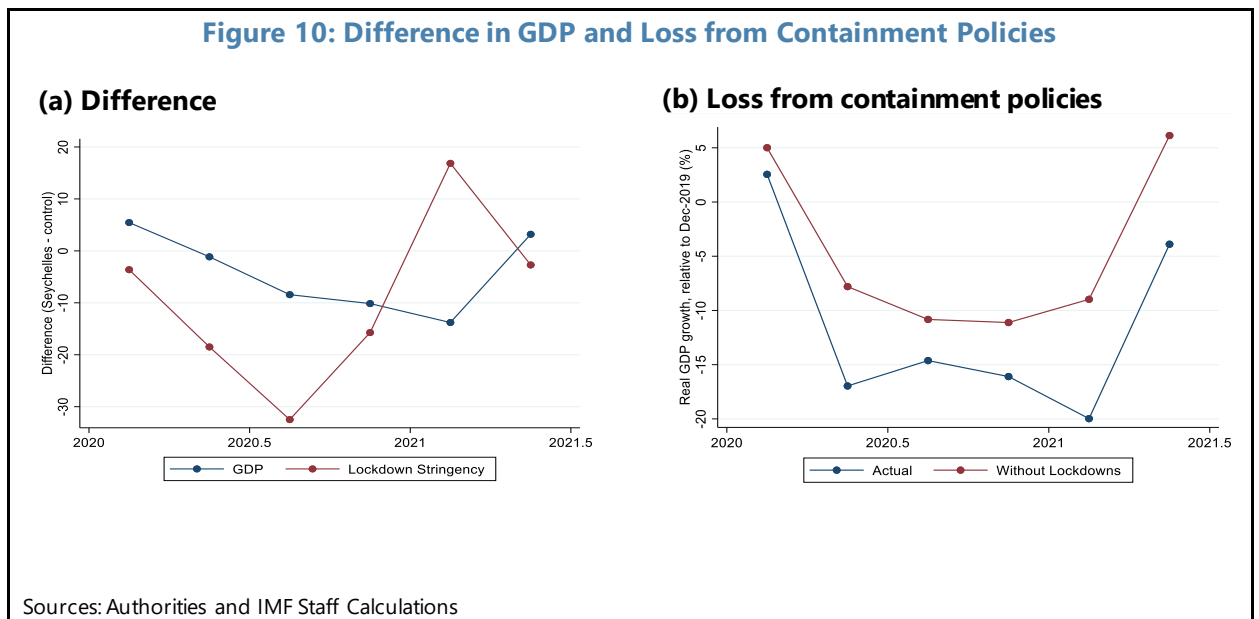 Figure 10: Difference in GDP and Loss from Containment Policies
(a) Difference
Difference (Seychelles - control)
20
10
0
-10
-20
-30
2020
2020.5
2021
2021.5
GDP
Lockdown Stringency
(b) Loss from containment policies
Real GDP growth, relative to Dec-2019 (%)
5
0
-5
-10
-15
-20
2020
2020.5
2021
2021.5
Actual
Without Lockdowns
Sources: Authorities and IMF Staff Calculations